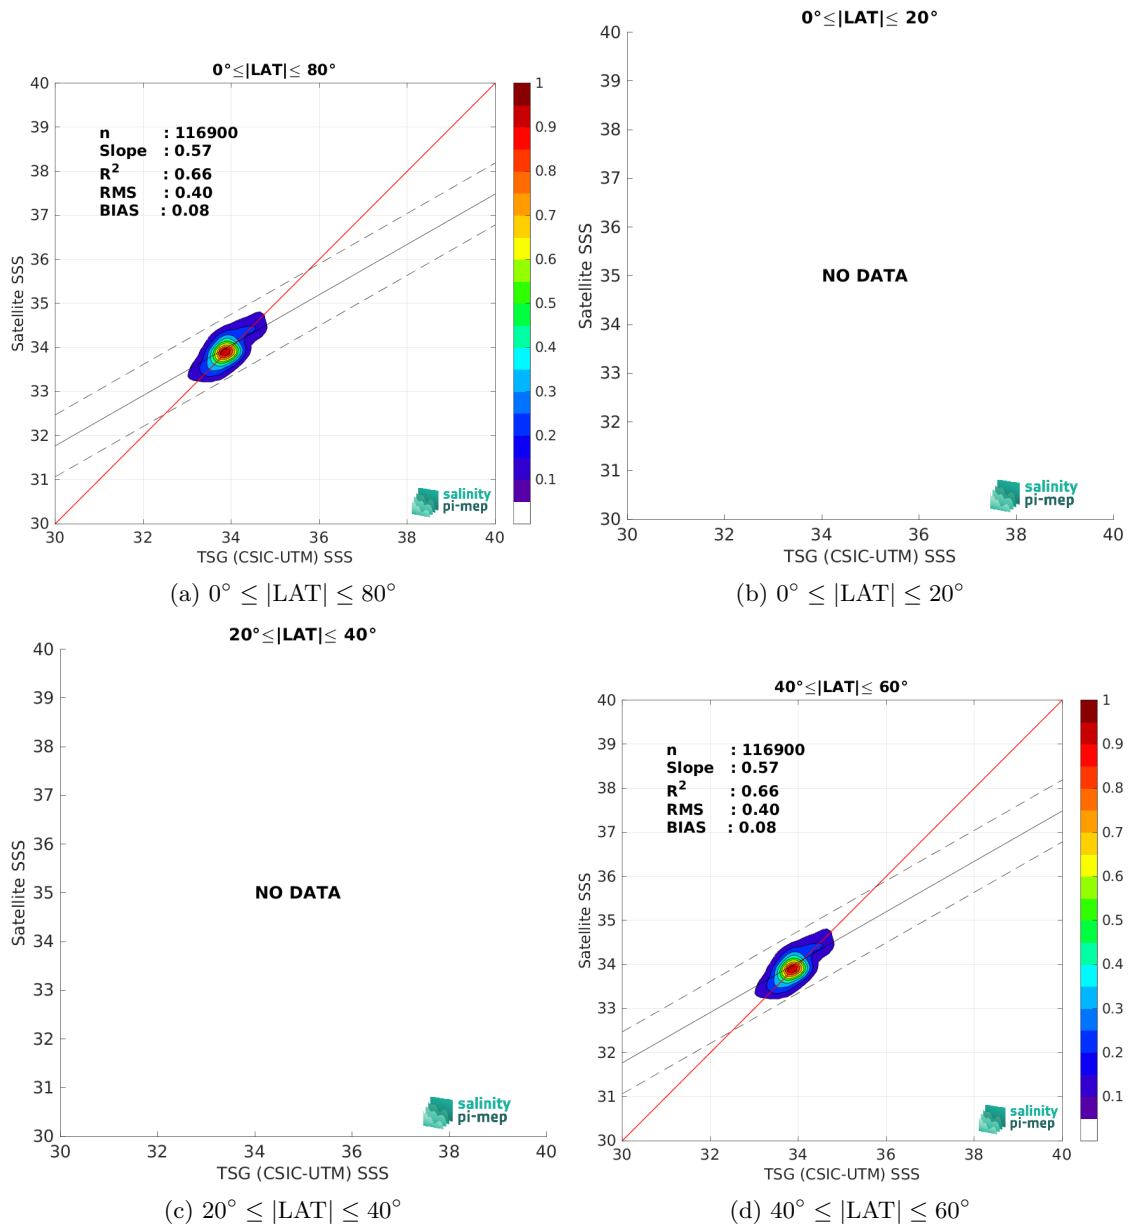 0°≤|LAT|≤ 80°
40
39
38
37
36
35
34
33
32
31
30
Satellite SSS
n : 116900
Slope : 0.57
R² : 0.66
RMS : 0.40
BIAS : 0.08
salinity
pi-mep
30 32 34 36 38 40
TSG (CSIC-UTM) SSS
1
0.9
0.8
0.7
0.6
0.5
0.4
0.3
0.2
0.1
(a) 0° ≤ |LAT| ≤ 80°
0°≤|LAT|≤ 20°
40
39
38
37
36
35
34
33
32
31
30
Satellite SSS
NO DATA
salinity
pi-mep
30 32 34 36 38 40
TSG (CSIC-UTM) SSS
(b) 0° ≤ |LAT| ≤ 20°
20°≤|LAT|≤ 40°
40
39
38
37
36
35
34
33
32
31
30
Satellite SSS
NO DATA
salinity
pi-mep
30 32 34 36 38 40
TSG (CSIC-UTM) SSS
(c) 20° ≤ |LAT| ≤ 40°
40°≤|LAT|≤ 60°
40
39
38
37
36
35
34
33
32
31
30
Satellite SSS
n : 116900
Slope : 0.57
R² : 0.66
RMS : 0.40
BIAS : 0.08
salinity
pi-mep
30 32 34 36 38 40
TSG (CSIC-UTM) SSS
1
0.9
0.8
0.7
0.6
0.5
0.4
0.3
0.2
0.1
(d) 40° ≤ |LAT| ≤ 60°